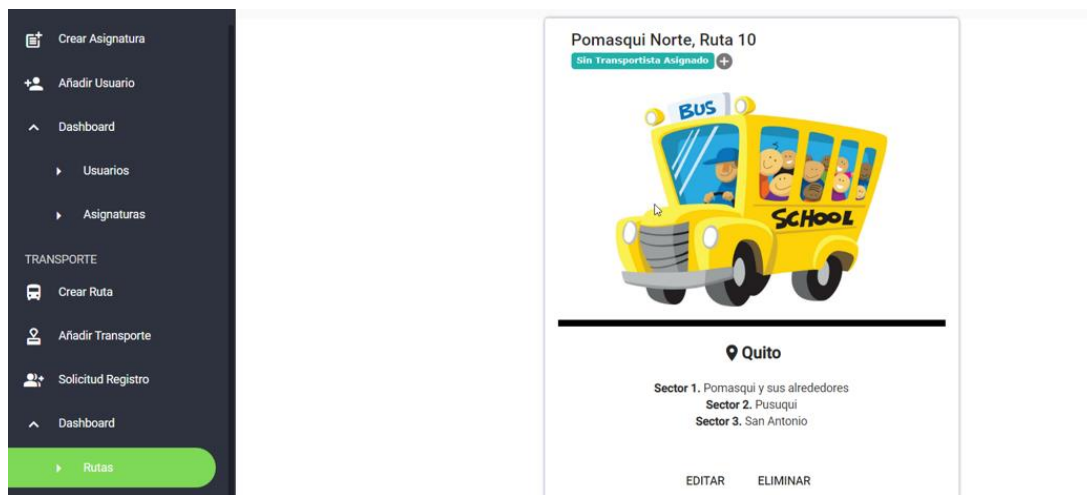 Crear Asignatura
Añadir Usuario
Dashboard
Usuarios
Asignaturas
TRANSPORTE
Crear Ruta
Añadir Transporte
Solicitud Registro
Dashboard
Rutas
Pomasqui Norte, Ruta 10
Sin Transportista Asignado
BUS
SCHOOL
Quito
Sector 1. Pomasqui y sus alrededores
Sector 2. Pusuqui
Sector 3. San Antonio
EDITAR ELIMINAR